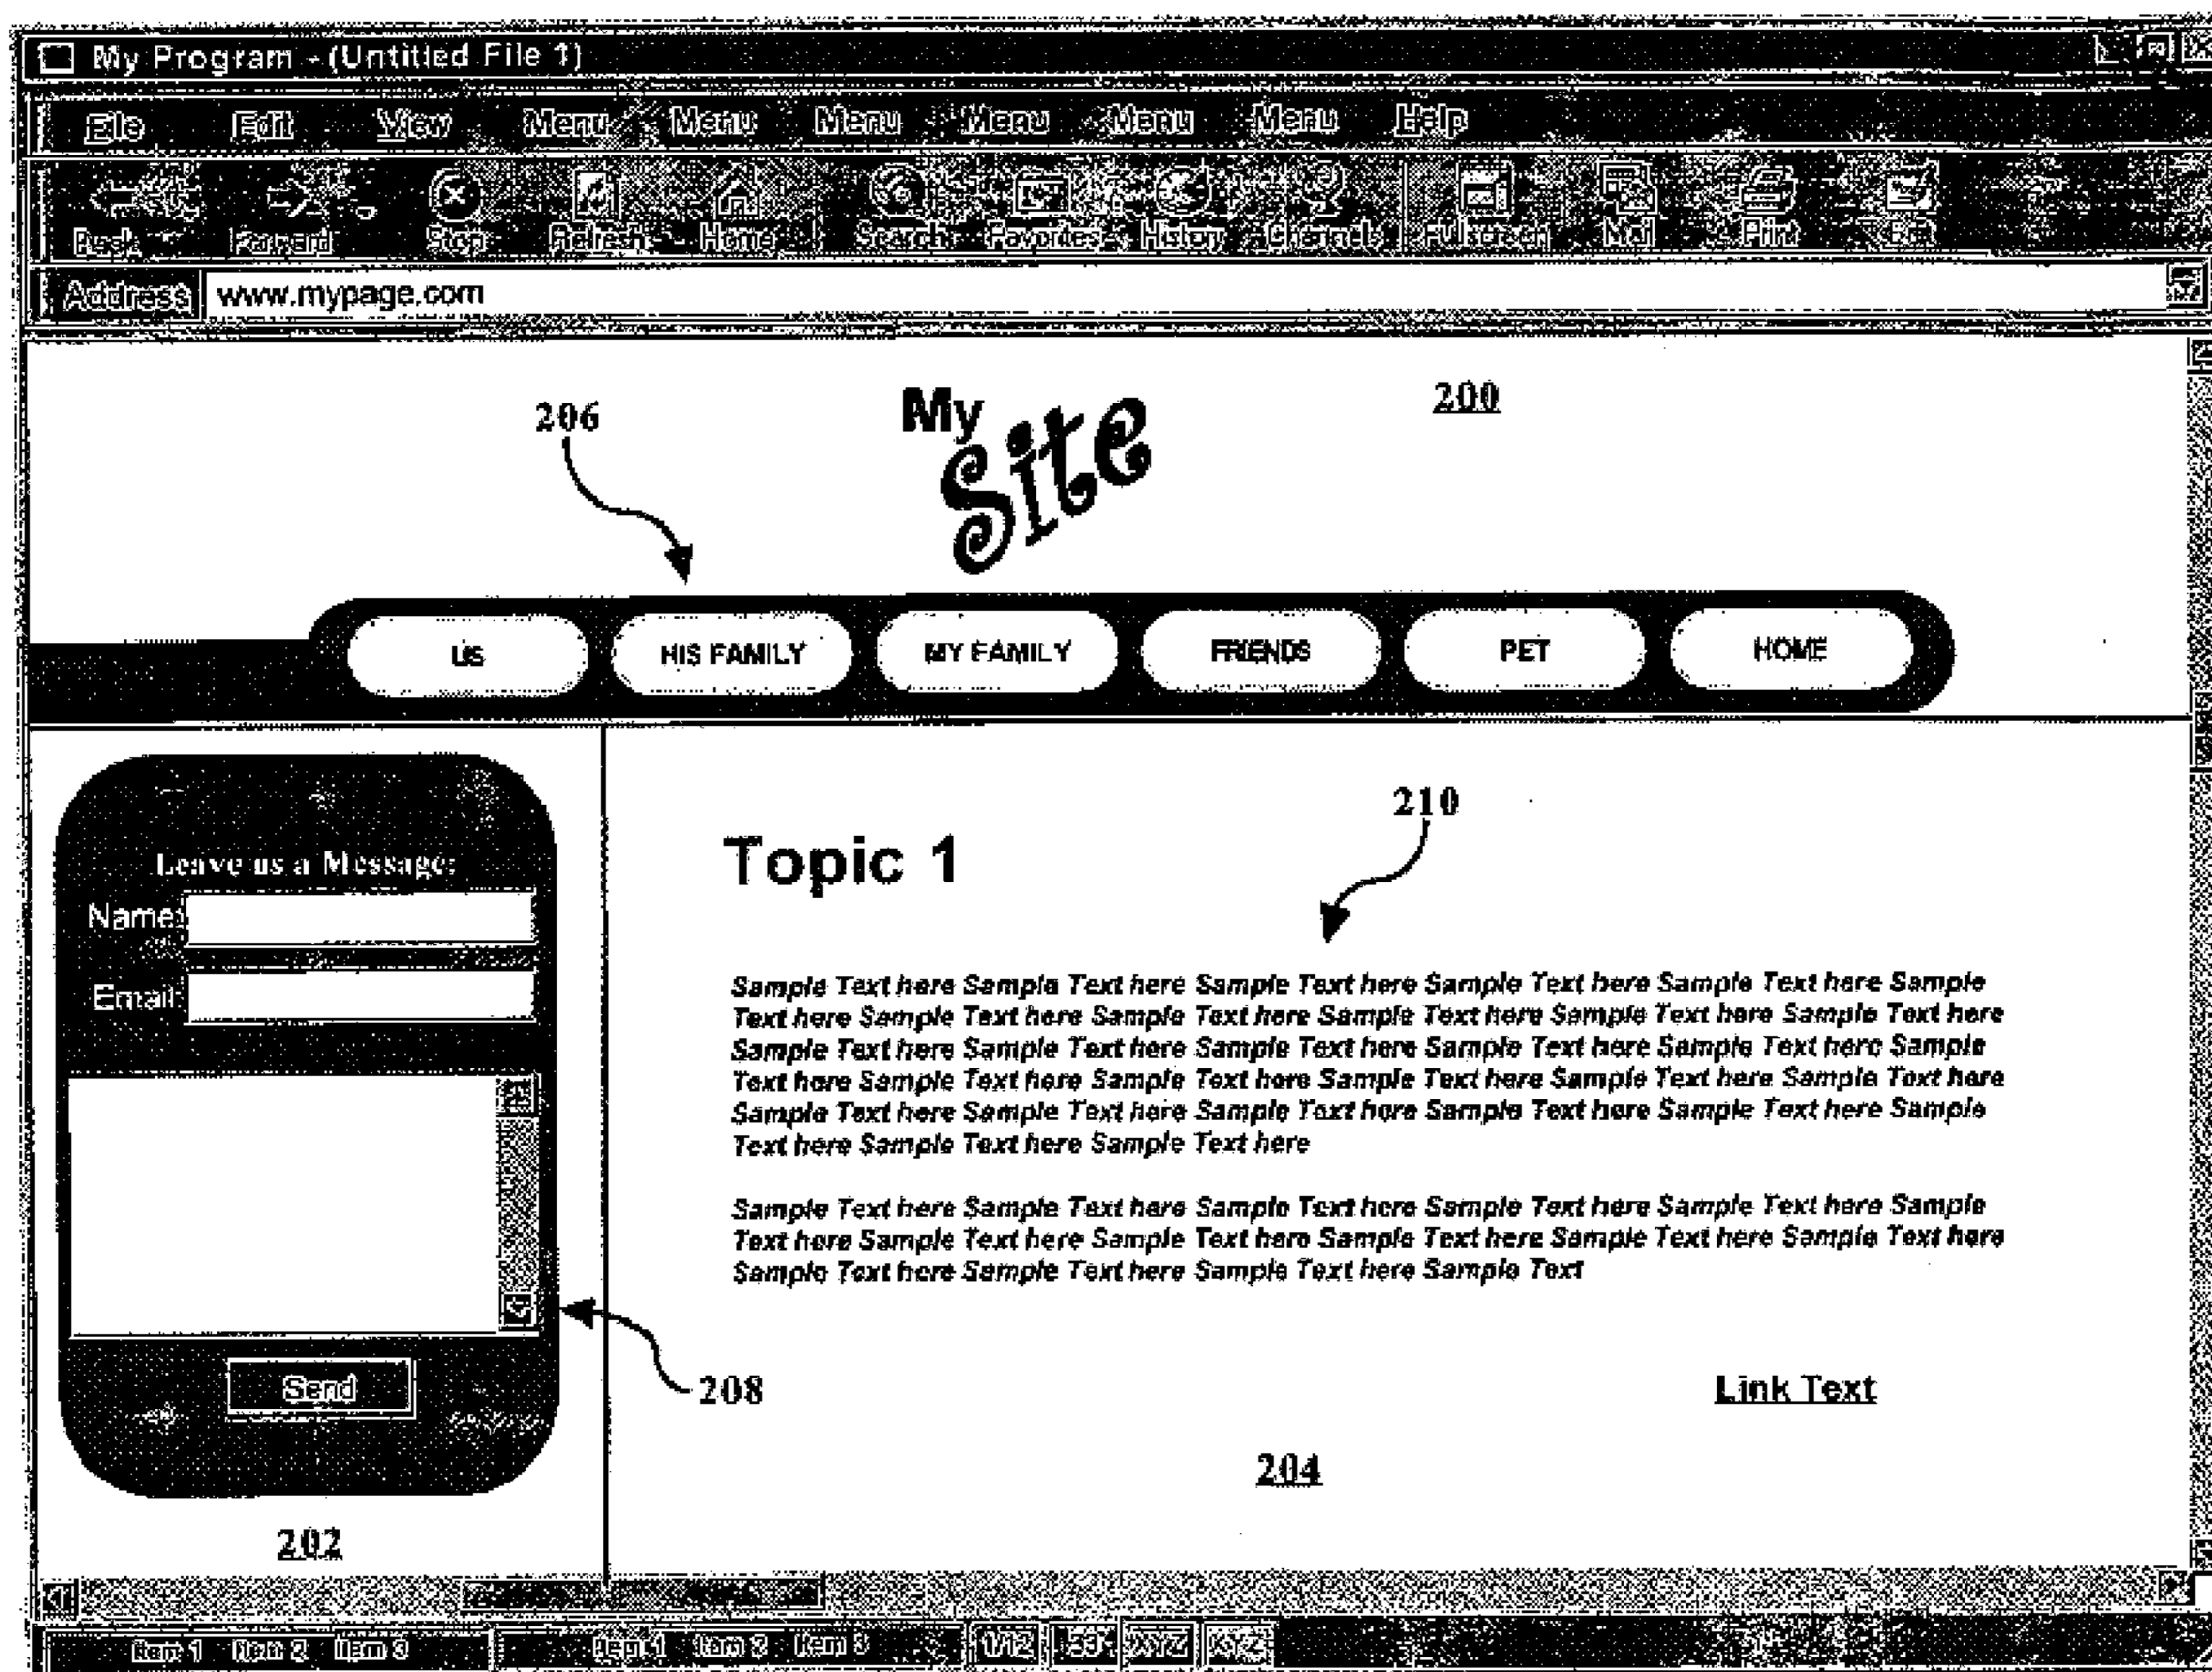 My Program - (Untitled File 1)
File Edit View Menu Menu Menu Menu Menu Menu Help
Back Forward Stop Refresh Home Search Favorites History Channels Fullscreen Mail Print Edit
Address www.mypage.com
My
Site
200
206
US HIS FAMILY MY FAMILY FRIENDS PET HOME
Leave us a Message:
Name:
Email:
Send
202
208
210
Topic 1
Sample Text here Sample Text here Sample Text here Sample Text here Sample Text here Sample
Text here Sample Text here Sample Text here Sample Text here Sample Text here Sample Text here
Sample Text here Sample Text here Sample Text here Sample Text here Sample Text here Sample
Text here Sample Text here Sample Text here Sample Text here Sample Text here Sample Text here
Sample Text here Sample Text here Sample Text here Sample Text here Sample Text here Sample
Text here Sample Text here Sample Text here
Sample Text here Sample Text here Sample Text here Sample Text here Sample Text here Sample
Text here Sample Text here Sample Text here Sample Text here Sample Text here Sample Text here
Sample Text here Sample Text here Sample Text here Sample Text
Link Text
204
Item 1 Item 2 Item 3 Item 1 Item 2 Item 3 1/12 XYZ XYZ